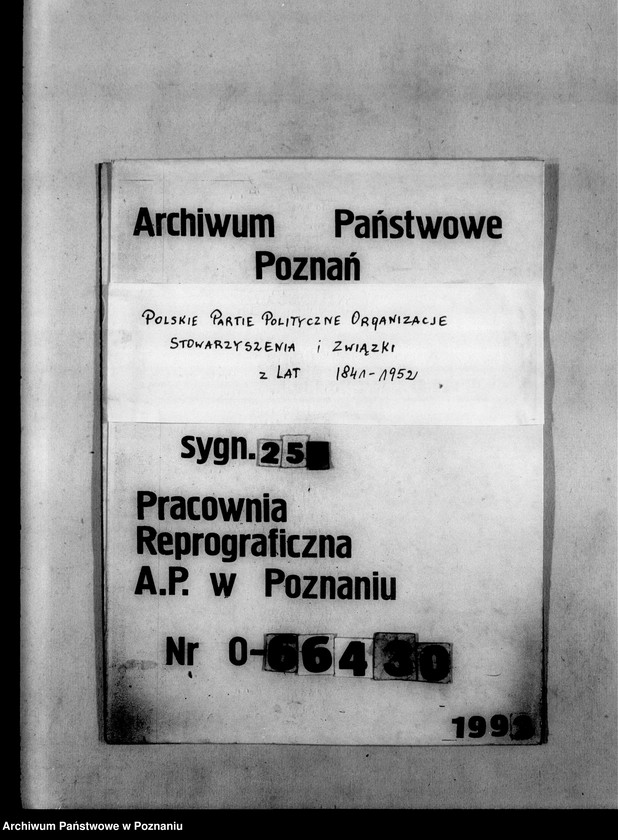 Archiwum Państwowe
Poznań
Polskie Partie Polityczne Organizacje
Stowarzyszenia i Związki
z lat 1841-1952
sygn. 25
Pracownia
Reprograficzna
A.P. w Poznaniu
Nr 0-66430
Archiwum Państwowe w Poznaniu